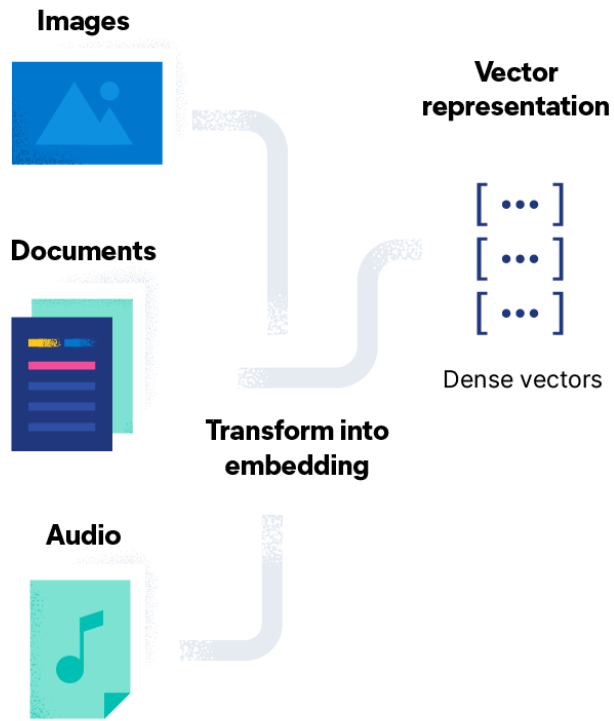 Images
Vector
representation
[ ••• ]
Documents
[ ••• ]
[ ••• ]
Dense vectors
Transform into
embedding
Audio